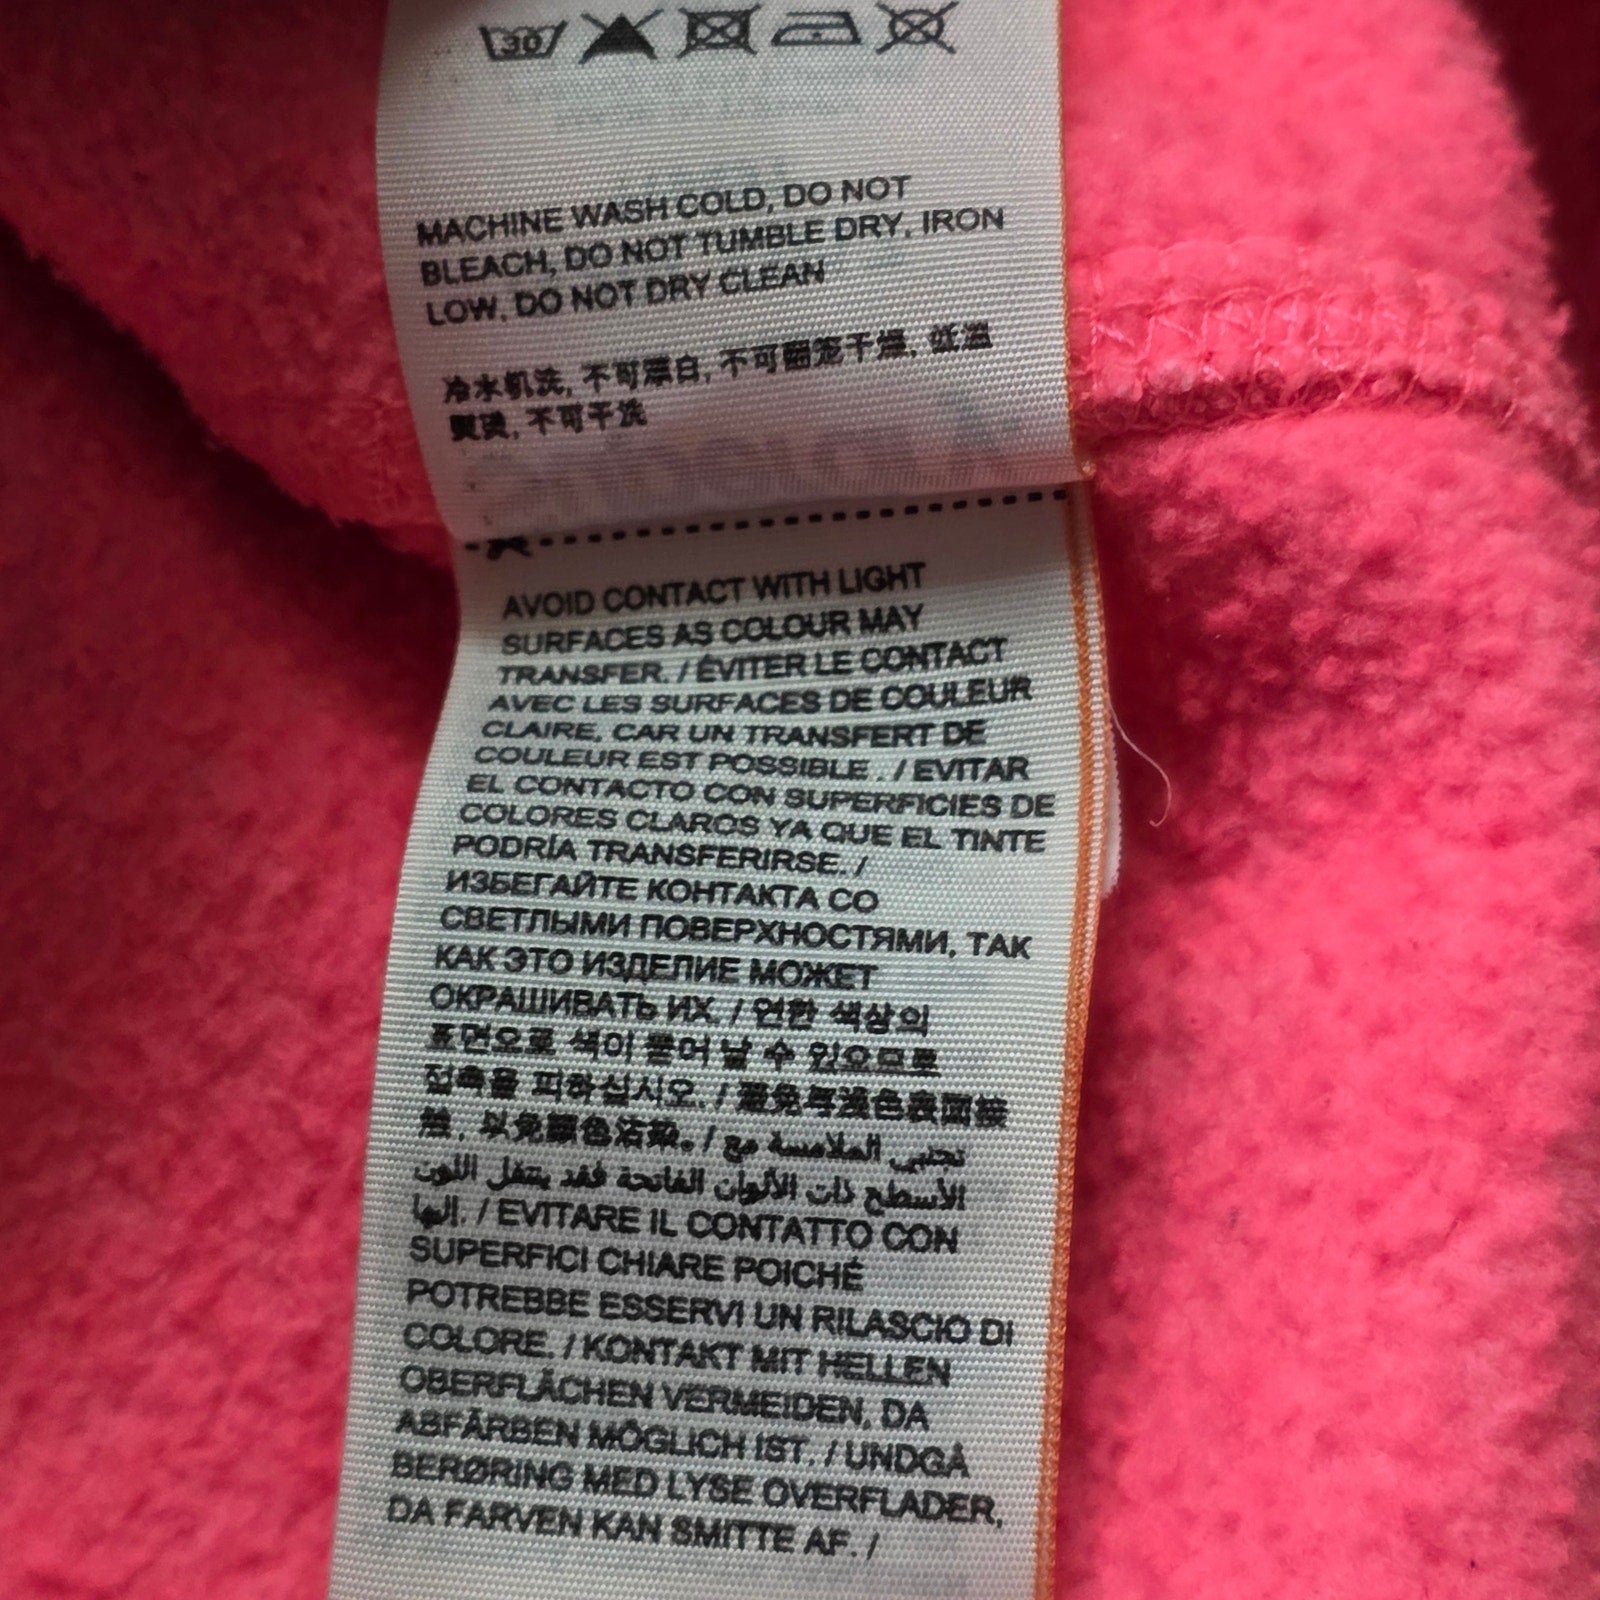 30
MACHINE WASH COLD, DO NOT
BLEACH, DO NOT TUMBLE DRY, IRON
LOW, DO NOT DRY CLEAN
冷水机洗, 不可漂白, 不可翻笼干燥, 低温
熨烫, 不可干洗
AVOID CONTACT WITH LIGHT
SURFACES AS COLOUR MAY
TRANSFER. / ÉVITER LE CONTACT
AVEC LES SURFACES DE COULEUR
CLAIRE, CAR UN TRANSFERT DE
COULEUR EST POSSIBLE . / EVITAR
EL CONTACTO CON SUPERFICIES DE
COLORES CLAROS YA QUE EL TINTE
PODRÍA TRANSFERIRSE. /
ИЗБЕГАЙТЕ КОНТАКТА СО
СВЕТЛЫМИ ПОВЕРХНОСТЯМИ, ТАК
КАК ЭТО ИЗДЕЛИЕ МОЖЕТ
ОКРАШИВАТЬ ИХ. / 연한 색상의
표면으로 색이 묻어 날 수 있으므로
접촉을 피하십시오. / 避免与浅色表面接
, 以免颜色沾染。/ تجنبي الملامسة مع
الأسطح ذات الألوان الفاتحة فقد ينتقل اللون
إليها. / EVITARE IL CONTATTO CON
SUPERFICI CHIARE POICHÉ
POTREBBE ESSERVI UN RILASCIO DI
COLORE. / KONTAKT MIT HELLEN
OBERFLÄCHEN VERMEIDEN, DA
ABFÄRBEN MÖGLICH IST. / UNDGÅ
BERØRING MED LYSE OVERFLADER,
DA FARVEN KAN SMITTE AF. /